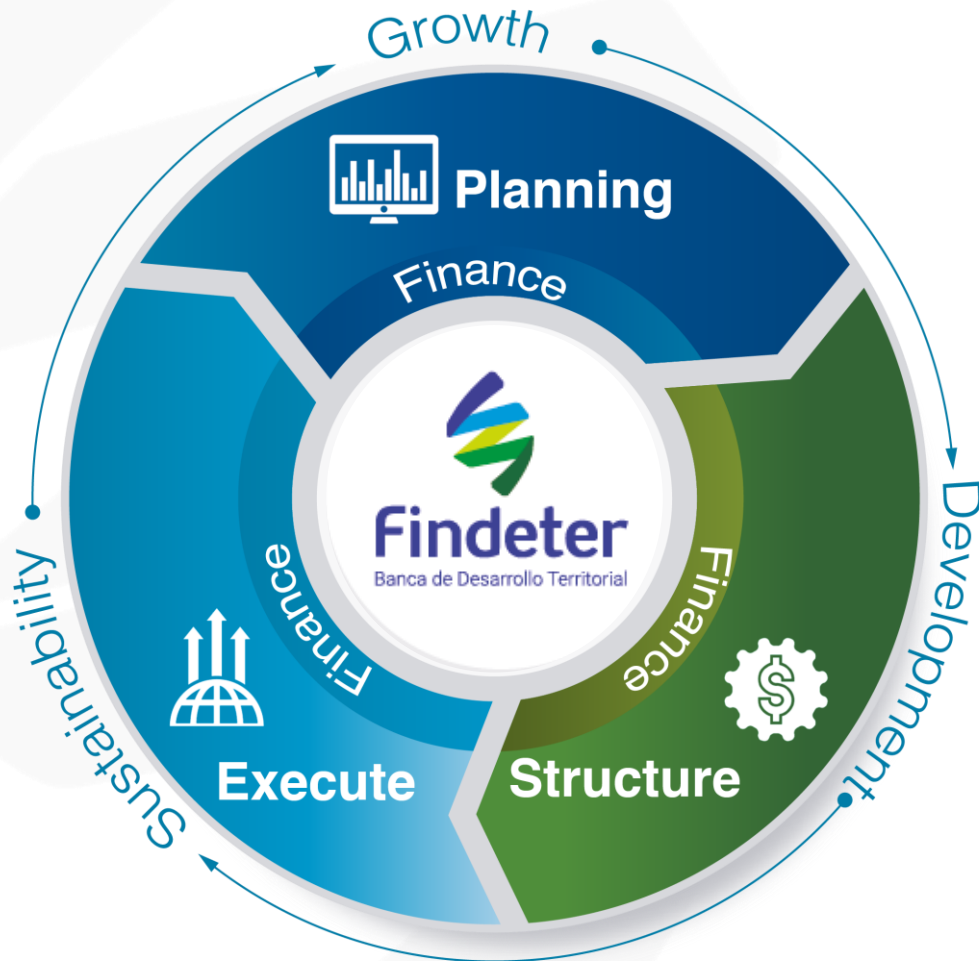 Growth
Planning
Finance
Findeter
Banca de Desarrollo Territorial
Finance
Finance
Development
Sustainability
$
Execute
Structure